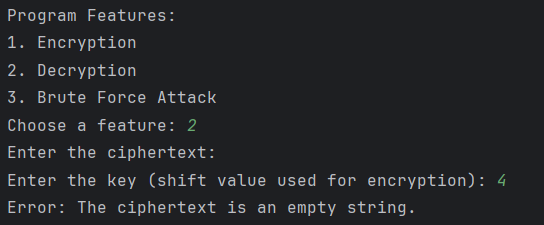 Program Features:
1. Encryption
2. Decryption
3. Brute Force Attack
Choose a feature: 2
Enter the ciphertext:
Enter the key (shift value used for encryption): 4
Error: The ciphertext is an empty string.